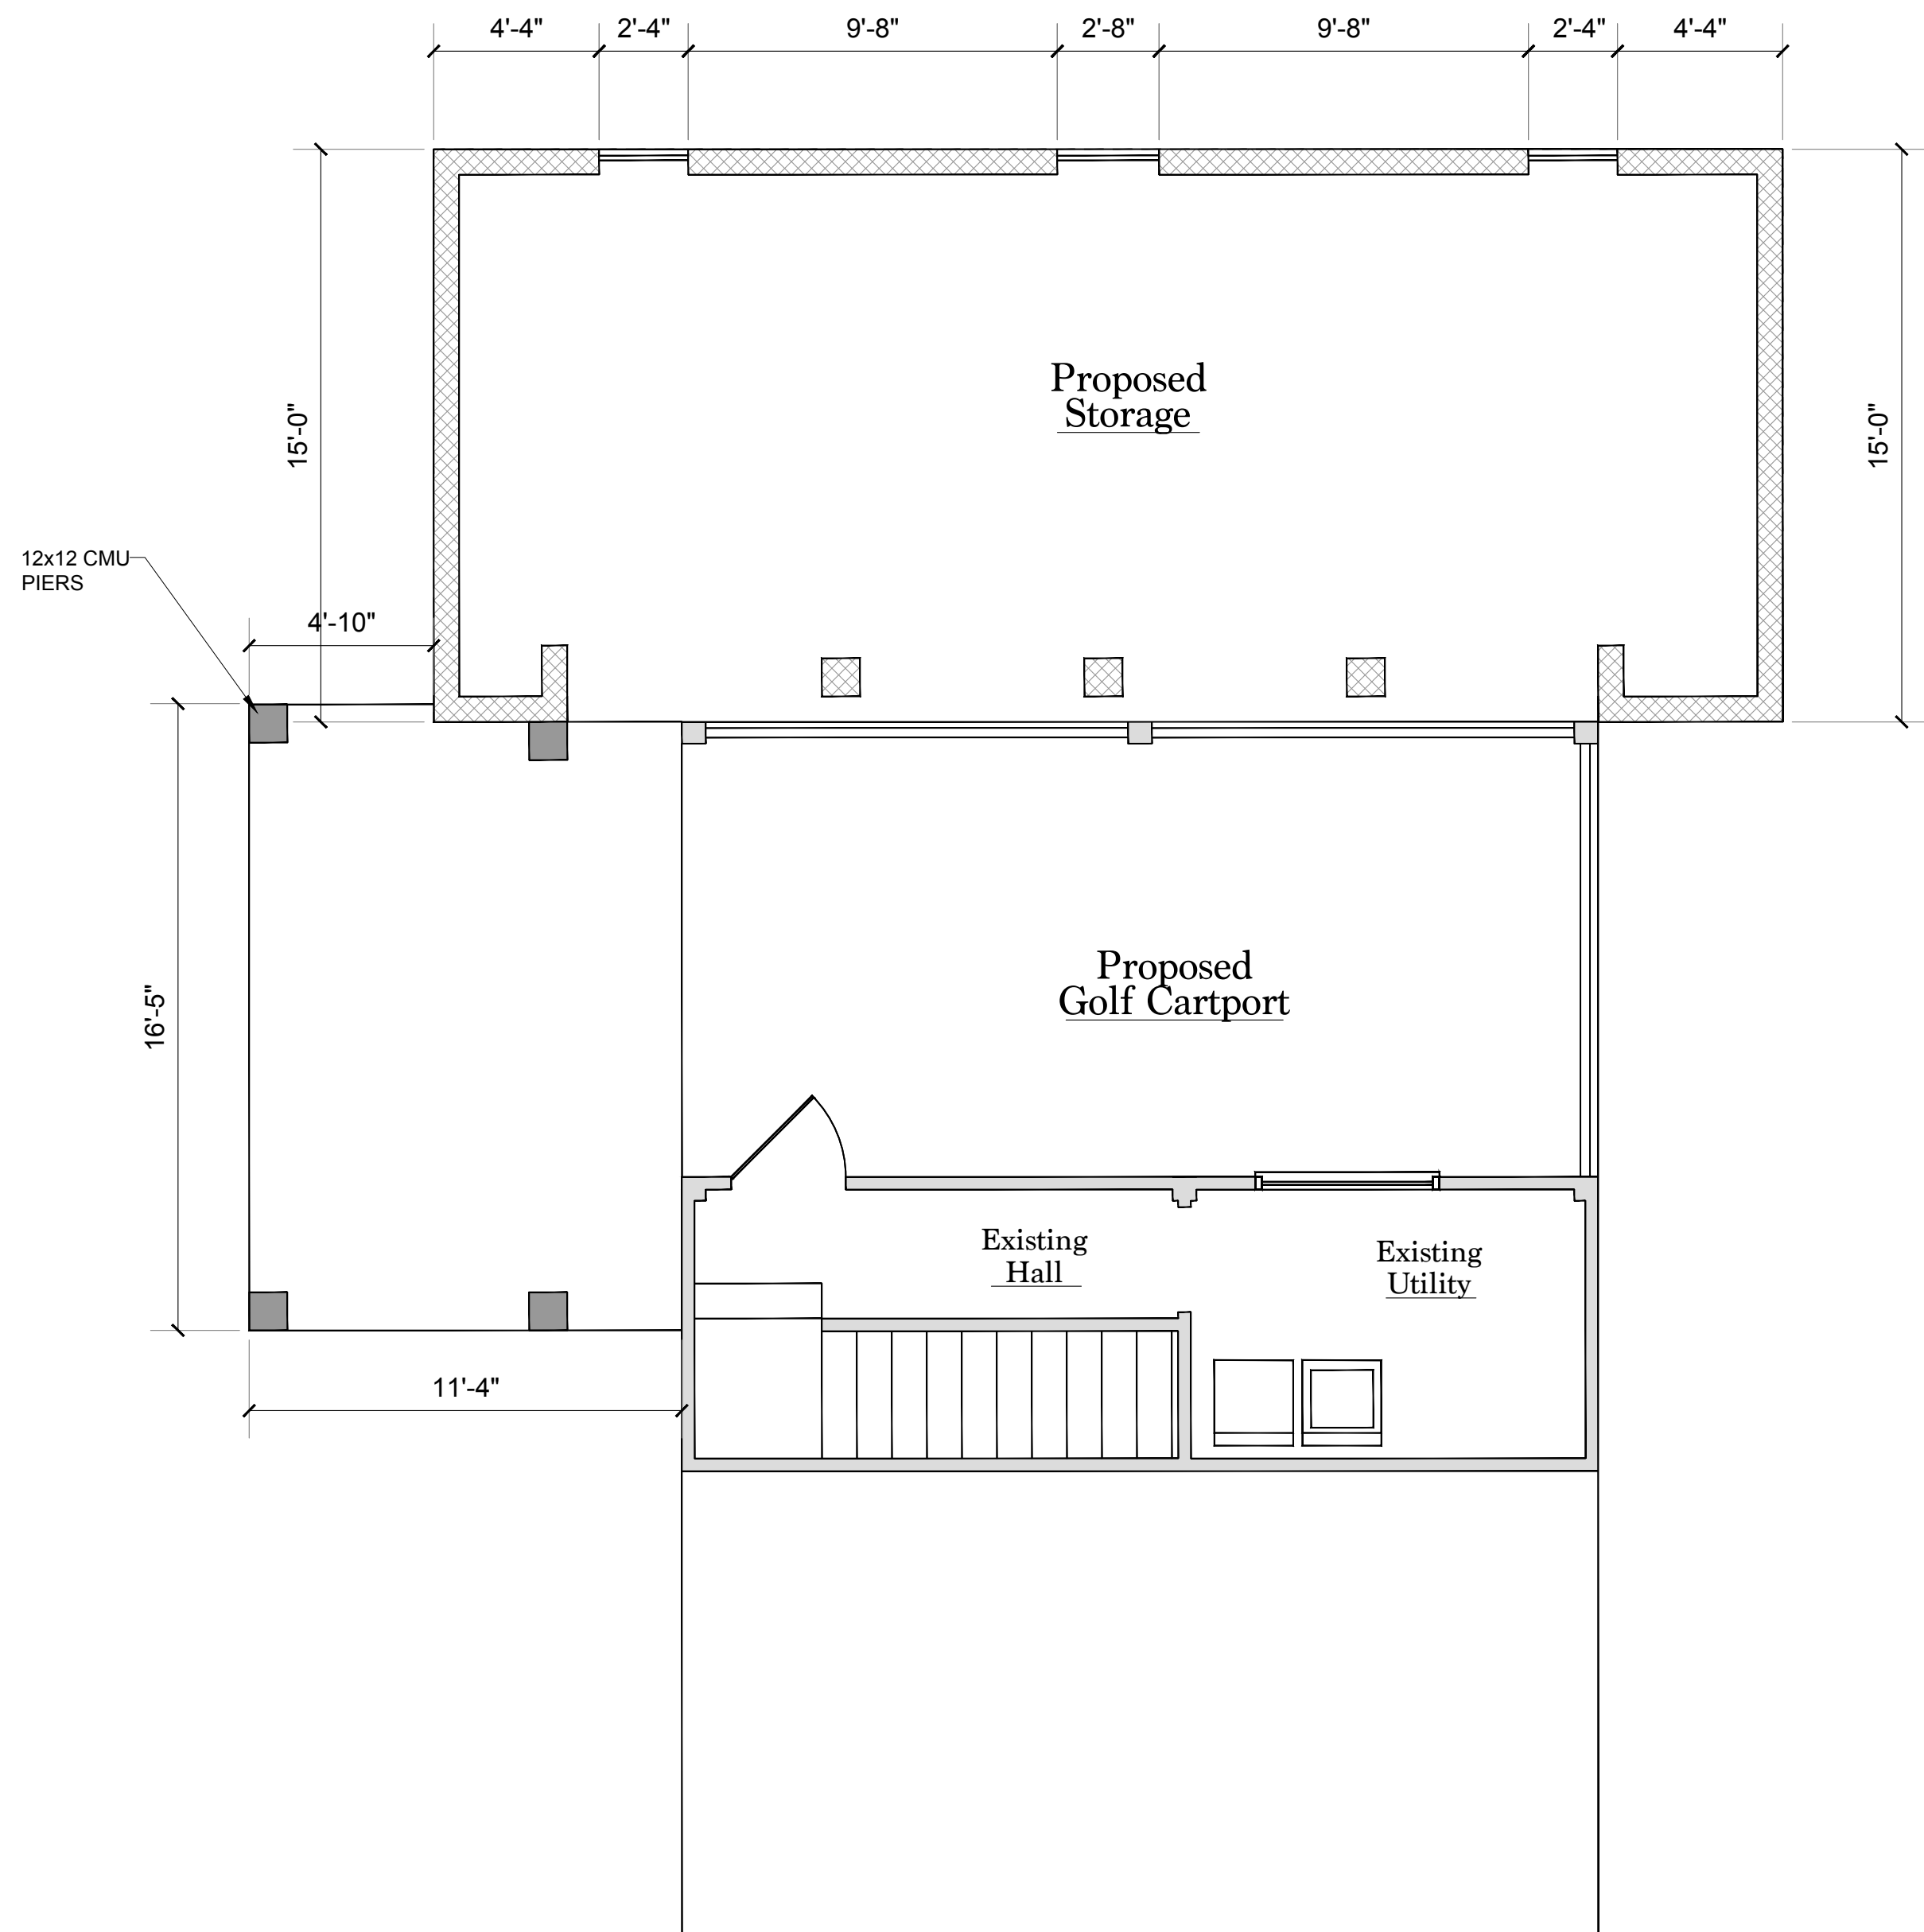 4'-4" 2'-4" 9'-8" 2'-8" 9'-8" 2'-4" 4'-4"
15'-0"
15'-0"
Proposed
Storage
12x12 CMU
PIERS
4'-10"
16'-5"
Proposed
Golf Cartport
Existing
Hall
Existing
Utility
11'-4"